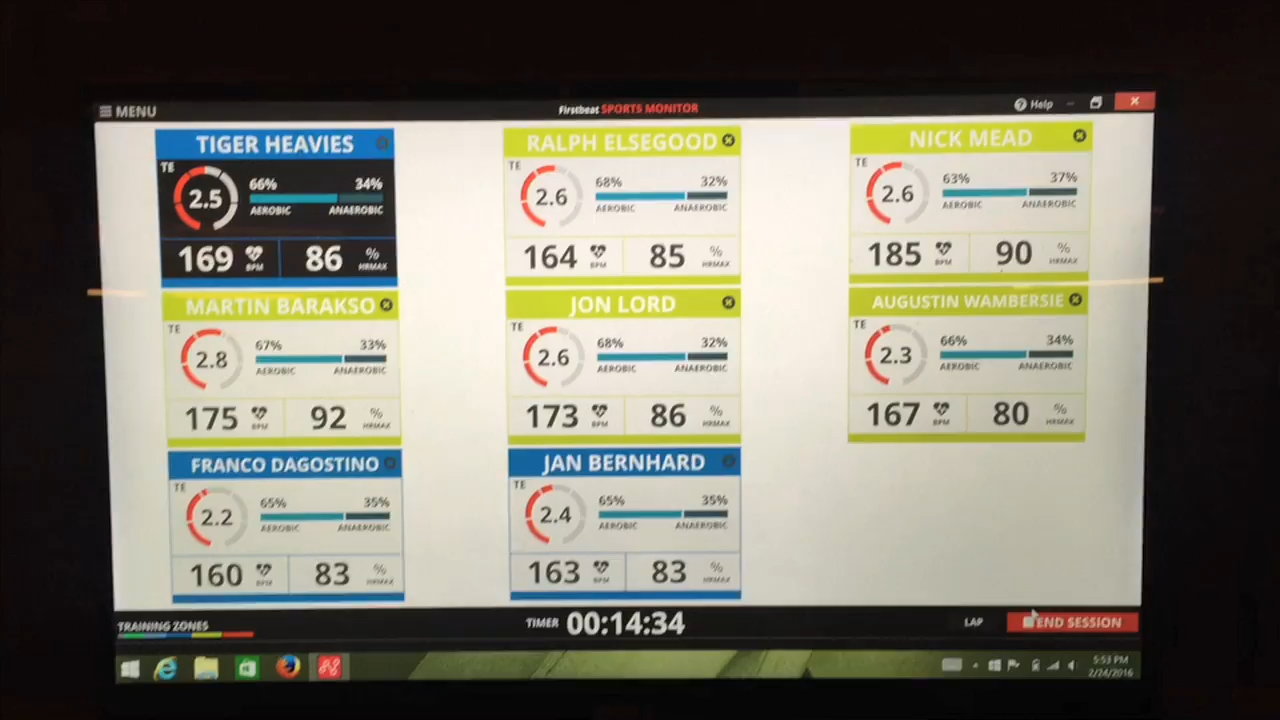 MENU
Firstbeat SPORTS MONITOR
Help
TIGER HEAVIES
TE
2.5
66% 34%
AEROBIC ANAEROBIC
169 BPM 86 % HRMAX
RALPH ELSEGOOD
TE
2.6
68% 32%
AEROBIC ANAEROBIC
164 BPM 85 % HRMAX
NICK MEAD
TE
2.6
63% 37%
AEROBIC ANAEROBIC
185 BPM 90 % HRMAX
MARTIN BARAKSO
TE
2.8
67% 33%
AEROBIC ANAEROBIC
175 BPM 92 % HRMAX
JON LORD
TE
2.6
68% 32%
AEROBIC ANAEROBIC
173 BPM 86 % HRMAX
AUGUSTIN WAMBERSIE
TE
2.3
66% 34%
AEROBIC ANAEROBIC
167 BPM 80 % HRMAX
FRANCO DAGOSTINO
TE
2.2
65% 35%
AEROBIC ANAEROBIC
160 BPM 83 % HRMAX
JAN BERNHARD
TE
2.4
65% 35%
AEROBIC ANAEROBIC
163 BPM 83 % HRMAX
TRAINING ZONES
TIMER 00:14:34
LAP
END SESSION
5:53 PM
2/24/2016